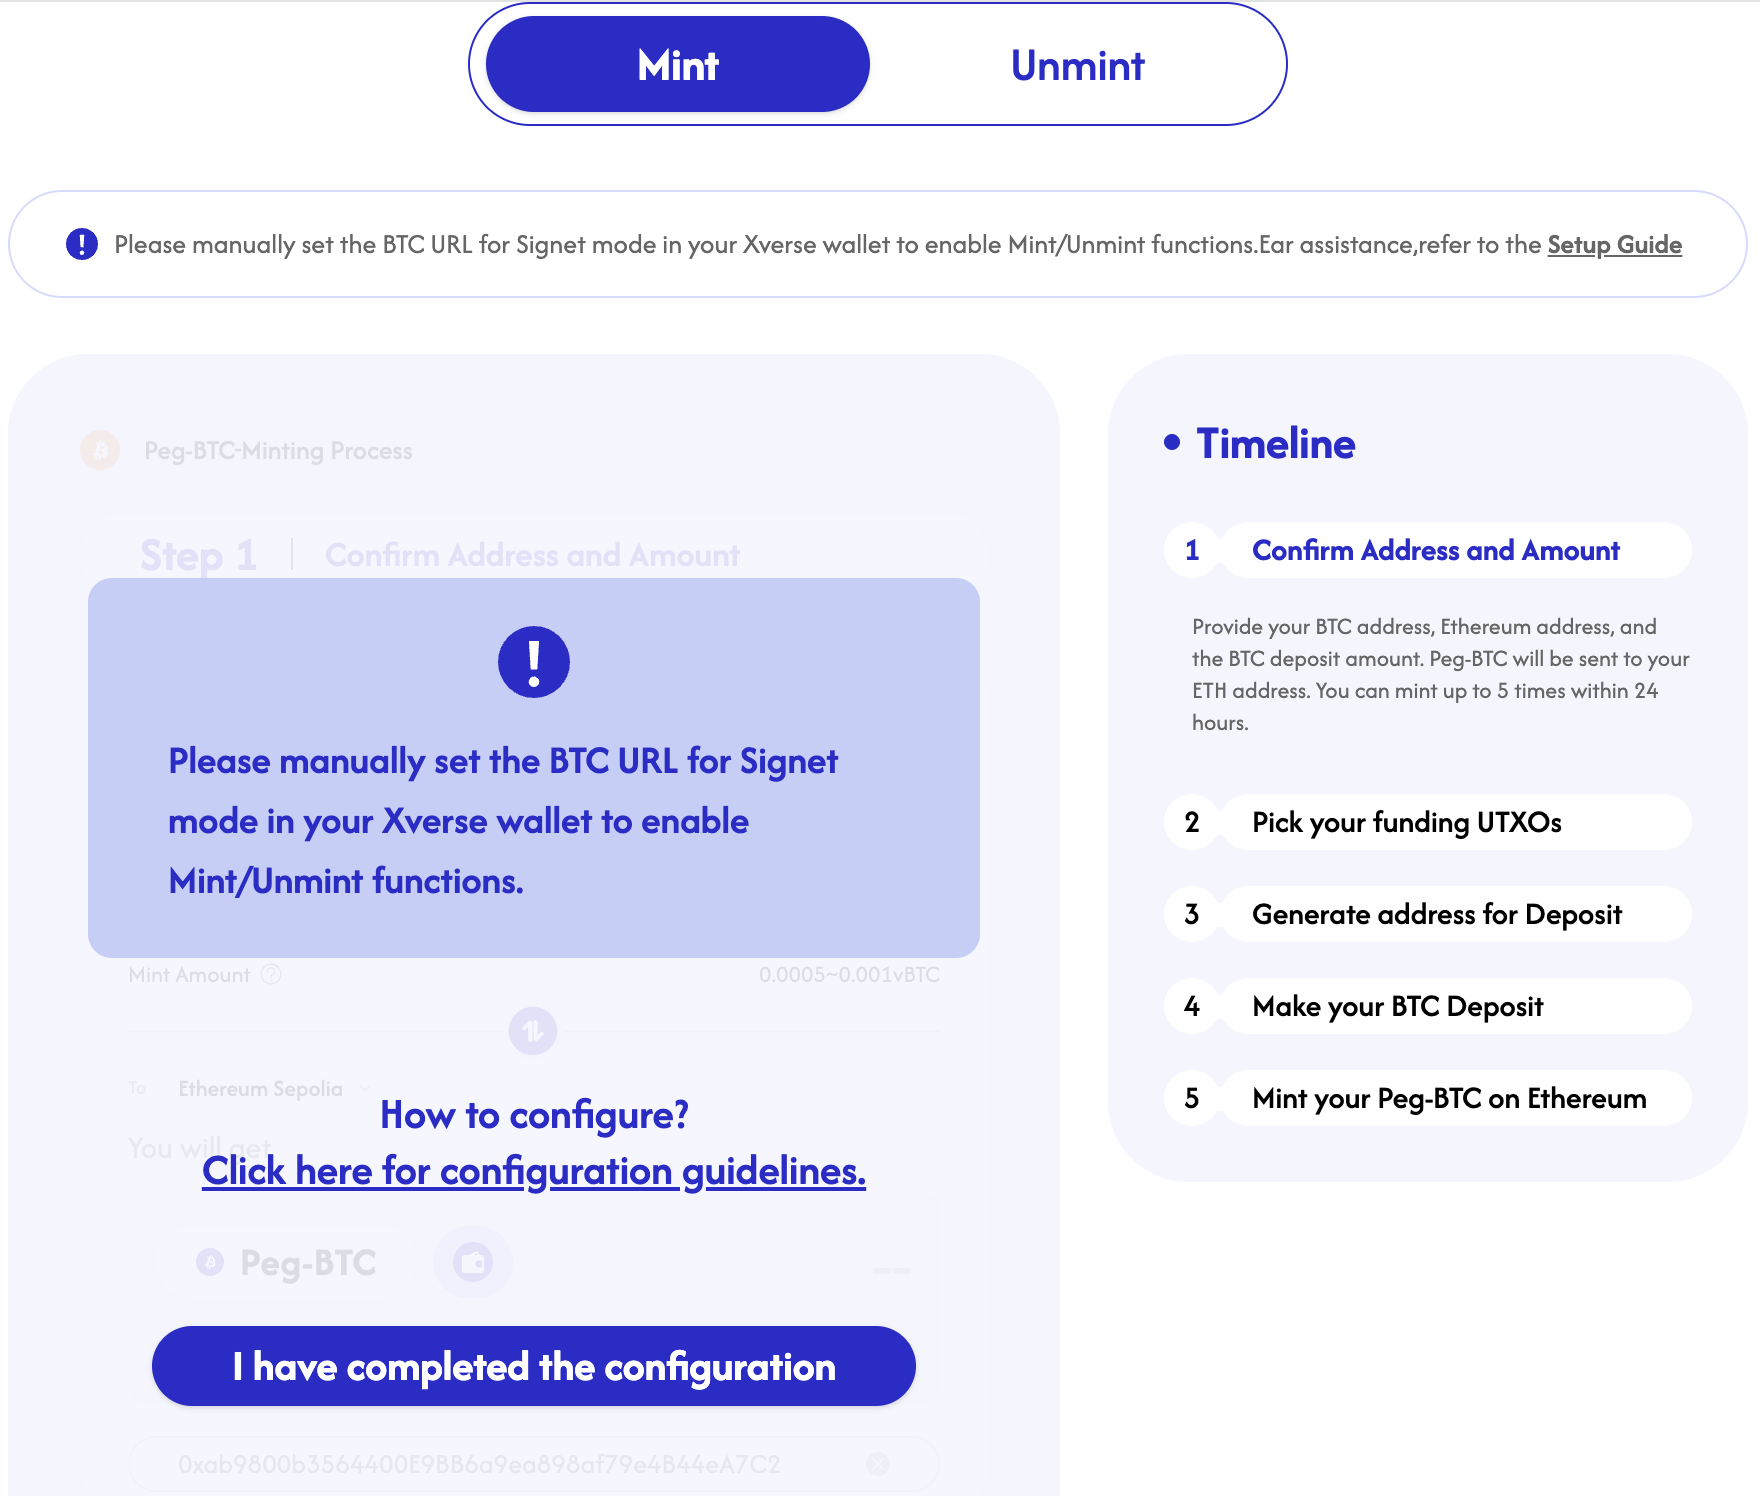 Mint
Unmint
Please manually set the BTC URL for Signet mode in your Xverse wallet to enable Mint/Unmint functions.Ear assistance,refer to the Setup Guide
Peg-BTC-Minting Process
Step 1
Confirm Address and Amount
Please manually set the BTC URL for Signet
mode in your Xverse wallet to enable
Mint/Unmint functions.
Mint Amount
0.0005~0.001vBTC
To Ethereum Sepolia
How to configure?
You will get
Click here for configuration guidelines.
Peg-BTC
--
I have completed the configuration
0xab9800b3564400E9BB6a9ea898af79e4B44eA7C2
Timeline
1 Confirm Address and Amount
Provide your BTC address, Ethereum address, and
the BTC deposit amount. Peg-BTC will be sent to your
ETH address. You can mint up to 5 times within 24
hours.
2 Pick your funding UTXOs
3 Generate address for Deposit
4 Make your BTC Deposit
5 Mint your Peg-BTC on Ethereum